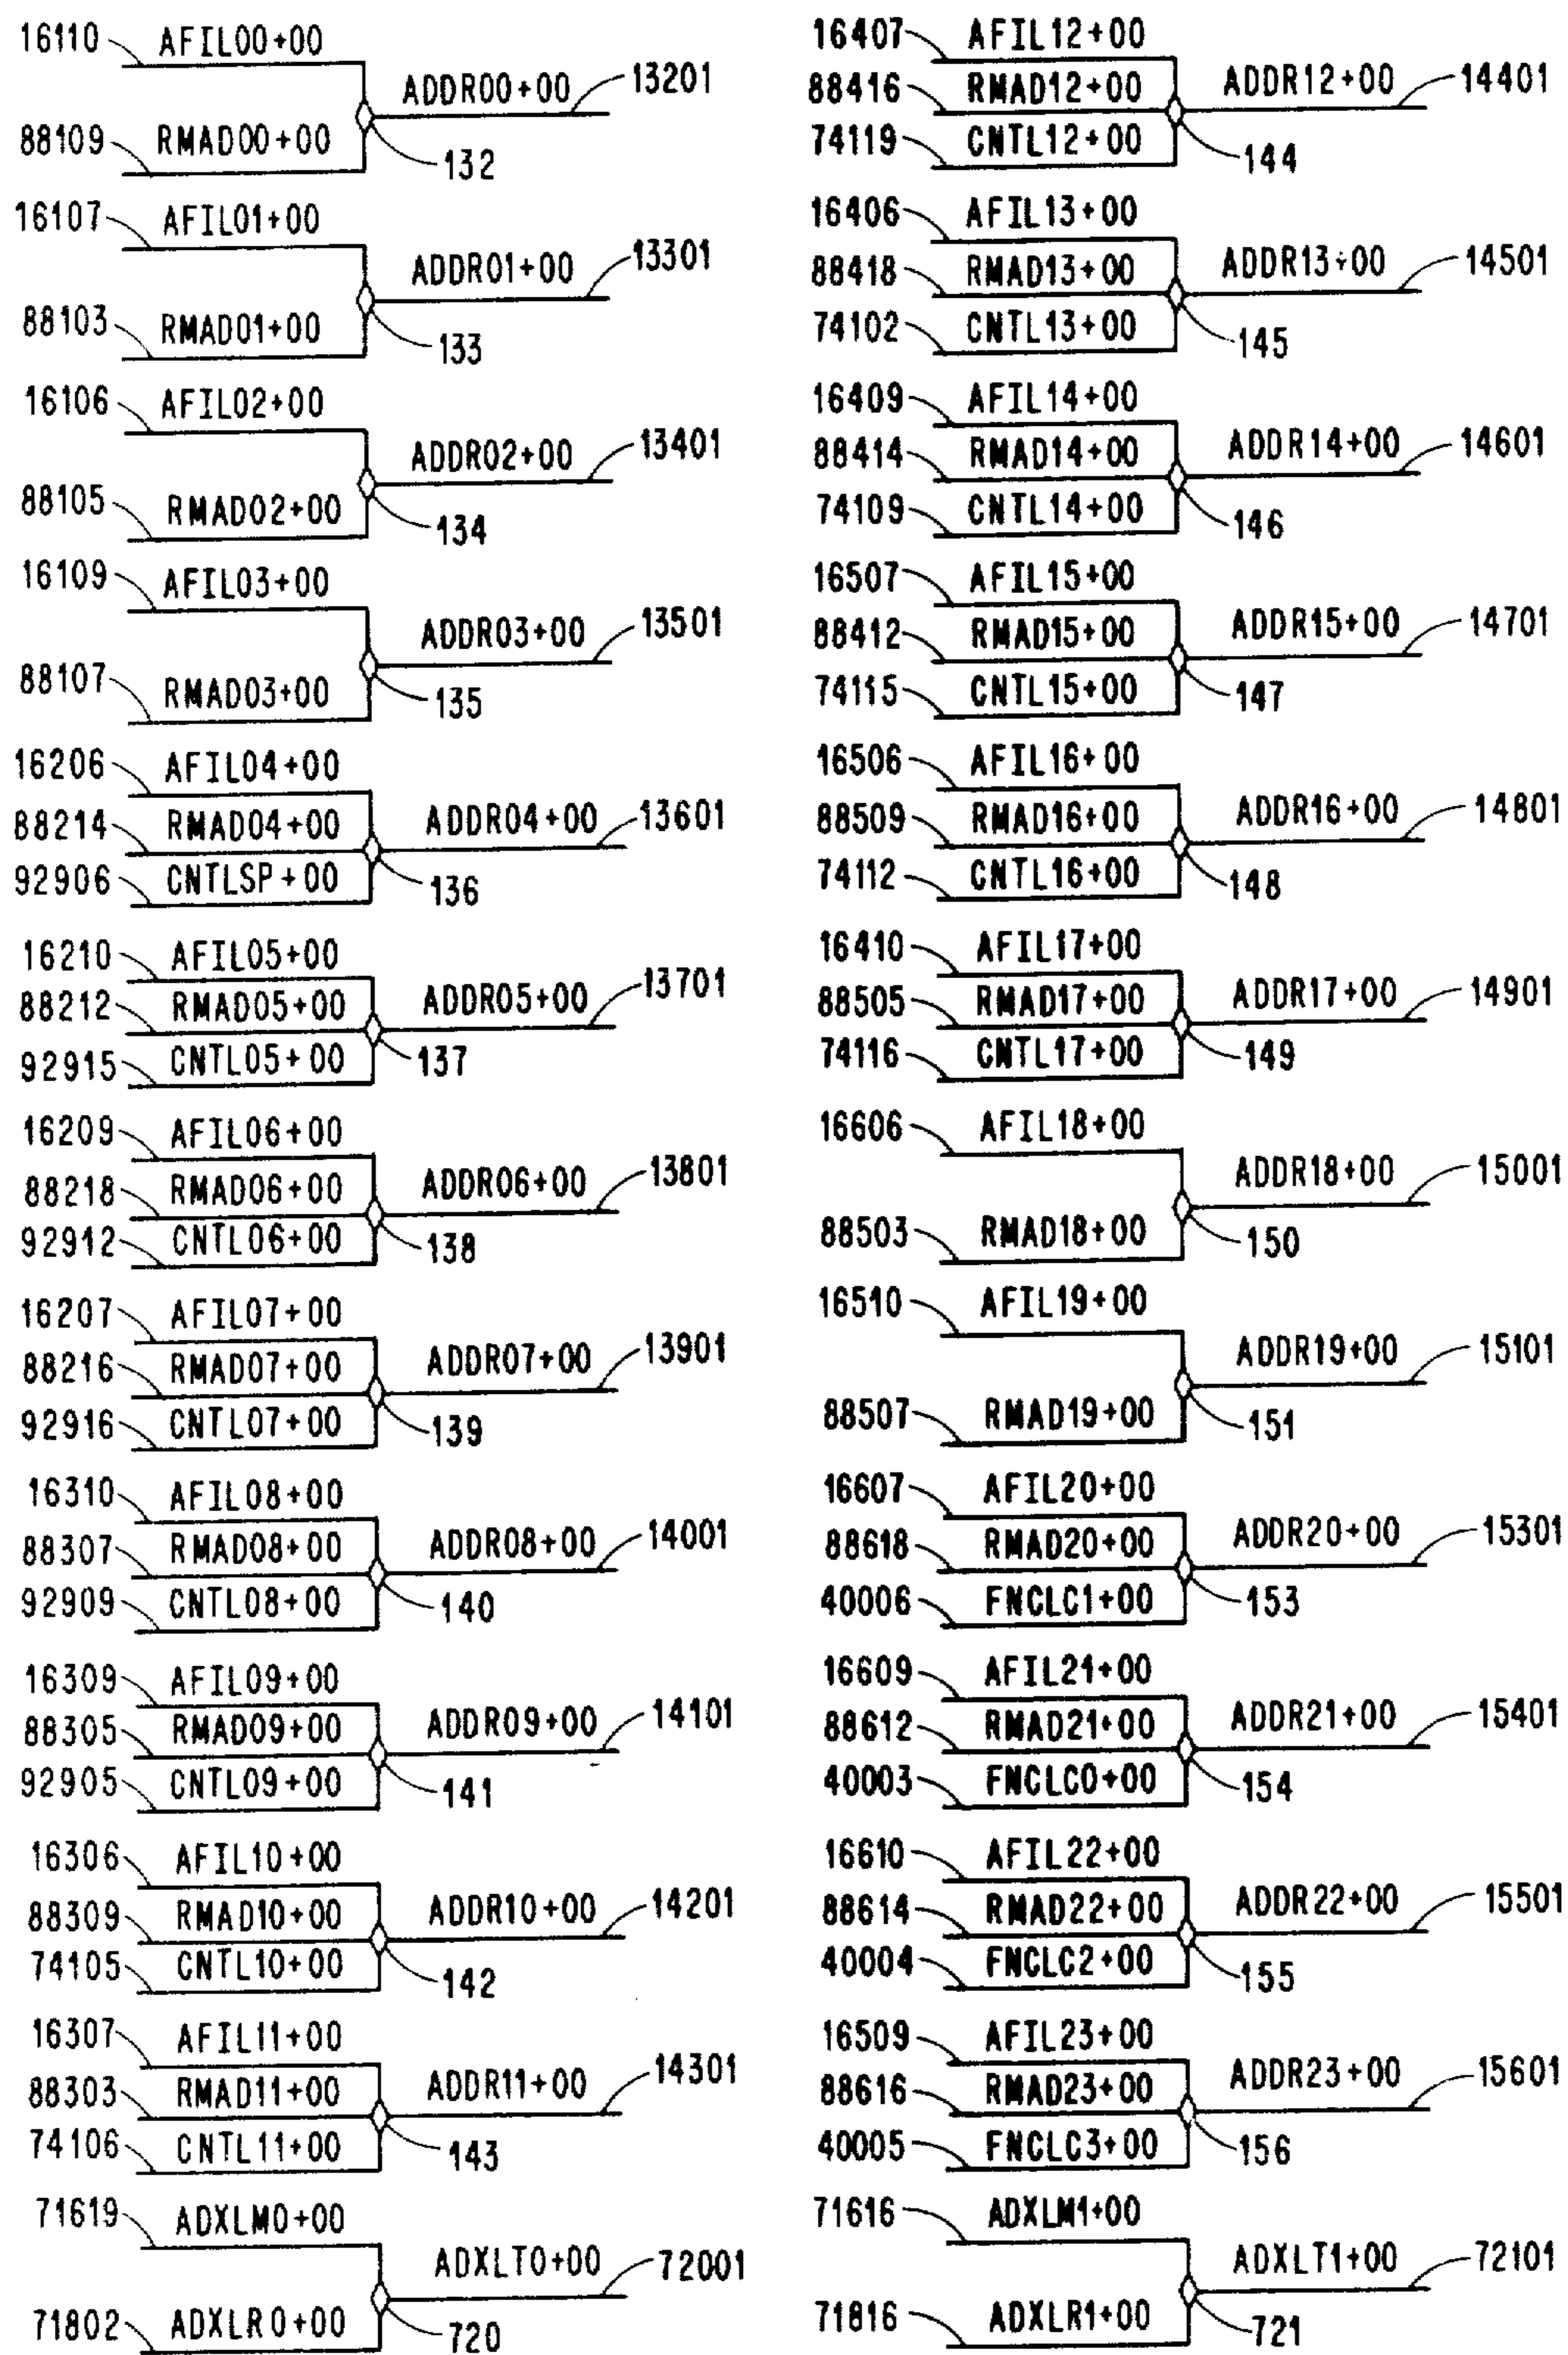 16110 AFIL00+00
ADDR00+00 13201
88109 RMAD00+00
132
16107 AFIL01+00
ADDR01+00 13301
88103 RMAD01+00
133
16106 AFIL02+00
ADDR02+00 13401
88105 RMAD02+00
134
16109 AFIL03+00
ADDR03+00 13501
88107 RMAD03+00
135
16206 AFIL04+00
88214 RMAD04+00 ADDR04+00 13601
92906 CNTLSP+00
136
16210 AFIL05+00
88212 RMAD05+00 ADDR05+00 13701
92915 CNTL05+00
137
16209 AFIL06+00
88218 RMAD06+00 ADDR06+00 13801
92912 CNTL06+00
138
16207 AFIL07+00
88216 RMAD07+00 ADDR07+00 13901
92916 CNTL07+00
139
16310 AFIL08+00
88307 RMAD08+00 ADDR08+00 14001
92909 CNTL08+00
140
16309 AFIL09+00
88305 RMAD09+00 ADDR09+00 14101
92905 CNTL09+00
141
16306 AFIL10+00
88309 RMAD10+00 ADDR10+00 14201
74105 CNTL10+00
142
16307 AFIL11+00
88303 RMAD11+00 ADDR11+00 14301
74106 CNTL11+00
143
71619 ADXLM0+00
ADXLT0+00 72001
71802 ADXLR0+00
720
16407 AFIL12+00
88416 RMAD12+00 ADDR12+00 14401
74119 CNTL12+00
144
16406 AFIL13+00
88418 RMAD13+00 ADDR13+00 14501
74102 CNTL13+00
145
16409 AFIL14+00
88414 RMAD14+00 ADDR14+00 14601
74109 CNTL14+00
146
16507 AFIL15+00
88412 RMAD15+00 ADDR15+00 14701
74115 CNTL15+00
147
16506 AFIL16+00
88509 RMAD16+00 ADDR16+00 14801
74112 CNTL16+00
148
16410 AFIL17+00
88505 RMAD17+00 ADDR17+00 14901
74116 CNTL17+00
149
16606 AFIL18+00
ADDR18+00 15001
88503 RMAD18+00
150
16510 AFIL19+00
ADDR19+00 15101
88507 RMAD19+00
151
16607 AFIL20+00
88618 RMAD20+00 ADDR20+00 15301
40006 FNCLC1+00
153
16609 AFIL21+00
88612 RMAD21+00 ADDR21+00 15401
40003 FNCLC0+00
154
16610 AFIL22+00
88614 RMAD22+00 ADDR22+00 15501
40004 FNCLC2+00
155
16509 AFIL23+00
88616 RMAD23+00 ADDR23+00 15601
40005 FNCLC3+00
156
71616 ADXLM1+00
ADXLT1+00 72101
71816 ADXLR1+00
721